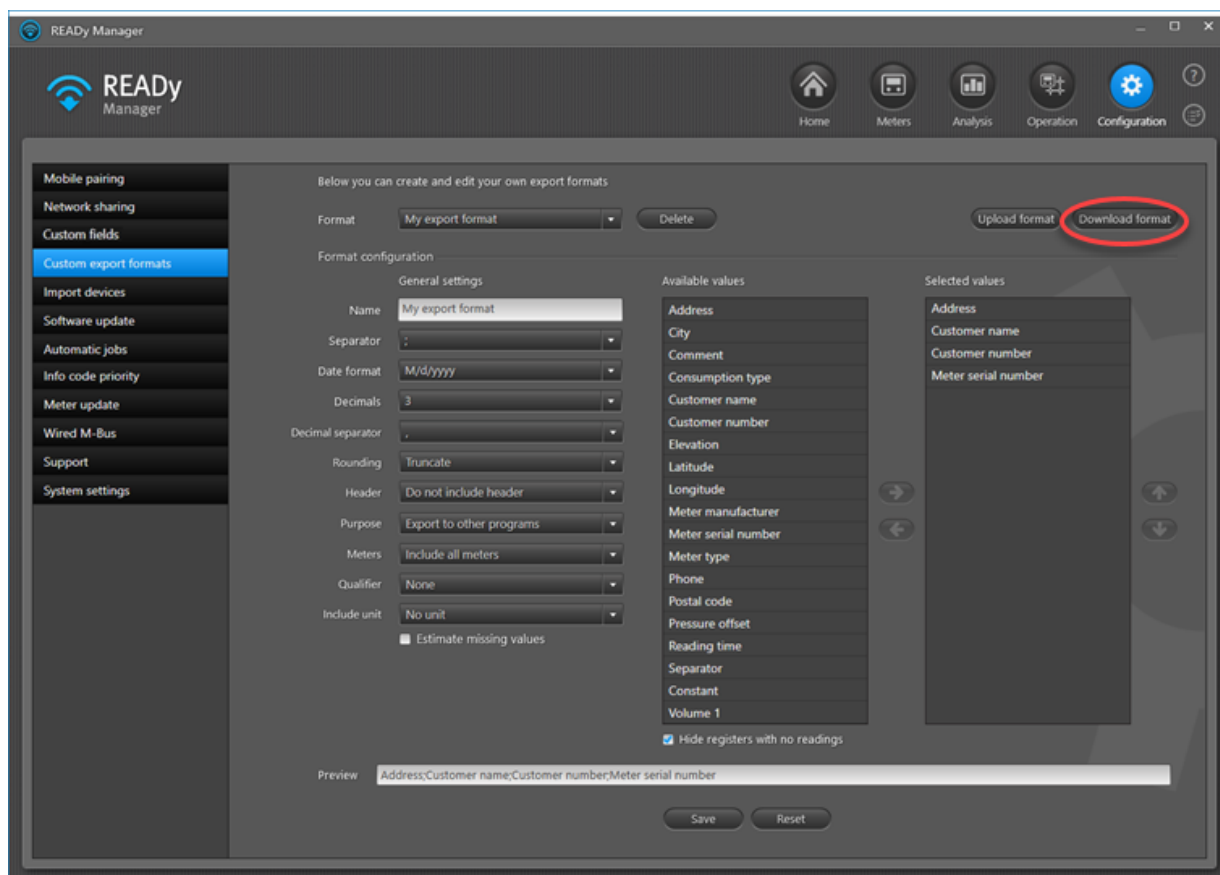 READy Manager
READy
Manager
Home
Meters
Analysis
Operation
Configuration
?
Mobile pairing
Network sharing
Custom fields
Custom export formats
Import devices
Software update
Automatic jobs
Info code priority
Meter update
Wired M-Bus
Support
System settings
Below you can create and edit your own export formats
Format My export format Delete Upload format Download format
Format configuration
General settings
Name My export format
Separator ;
Date format M/d/yyyy
Decimals 3
Decimal separator ,
Rounding Truncate
Header Do not include header
Purpose Export to other programs
Meters Include all meters
Qualifier None
Include unit No unit
Estimate missing values
Available values
Address
City
Comment
Consumption type
Customer name
Customer number
Elevation
Latitude
Longitude
Meter manufacturer
Meter serial number
Meter type
Phone
Postal code
Pressure offset
Reading time
Separator
Constant
Volume 1
Hide registers with no readings
Selected values
Address
Customer name
Customer number
Meter serial number
Preview Address;Customer name;Customer number;Meter serial number
Save Reset